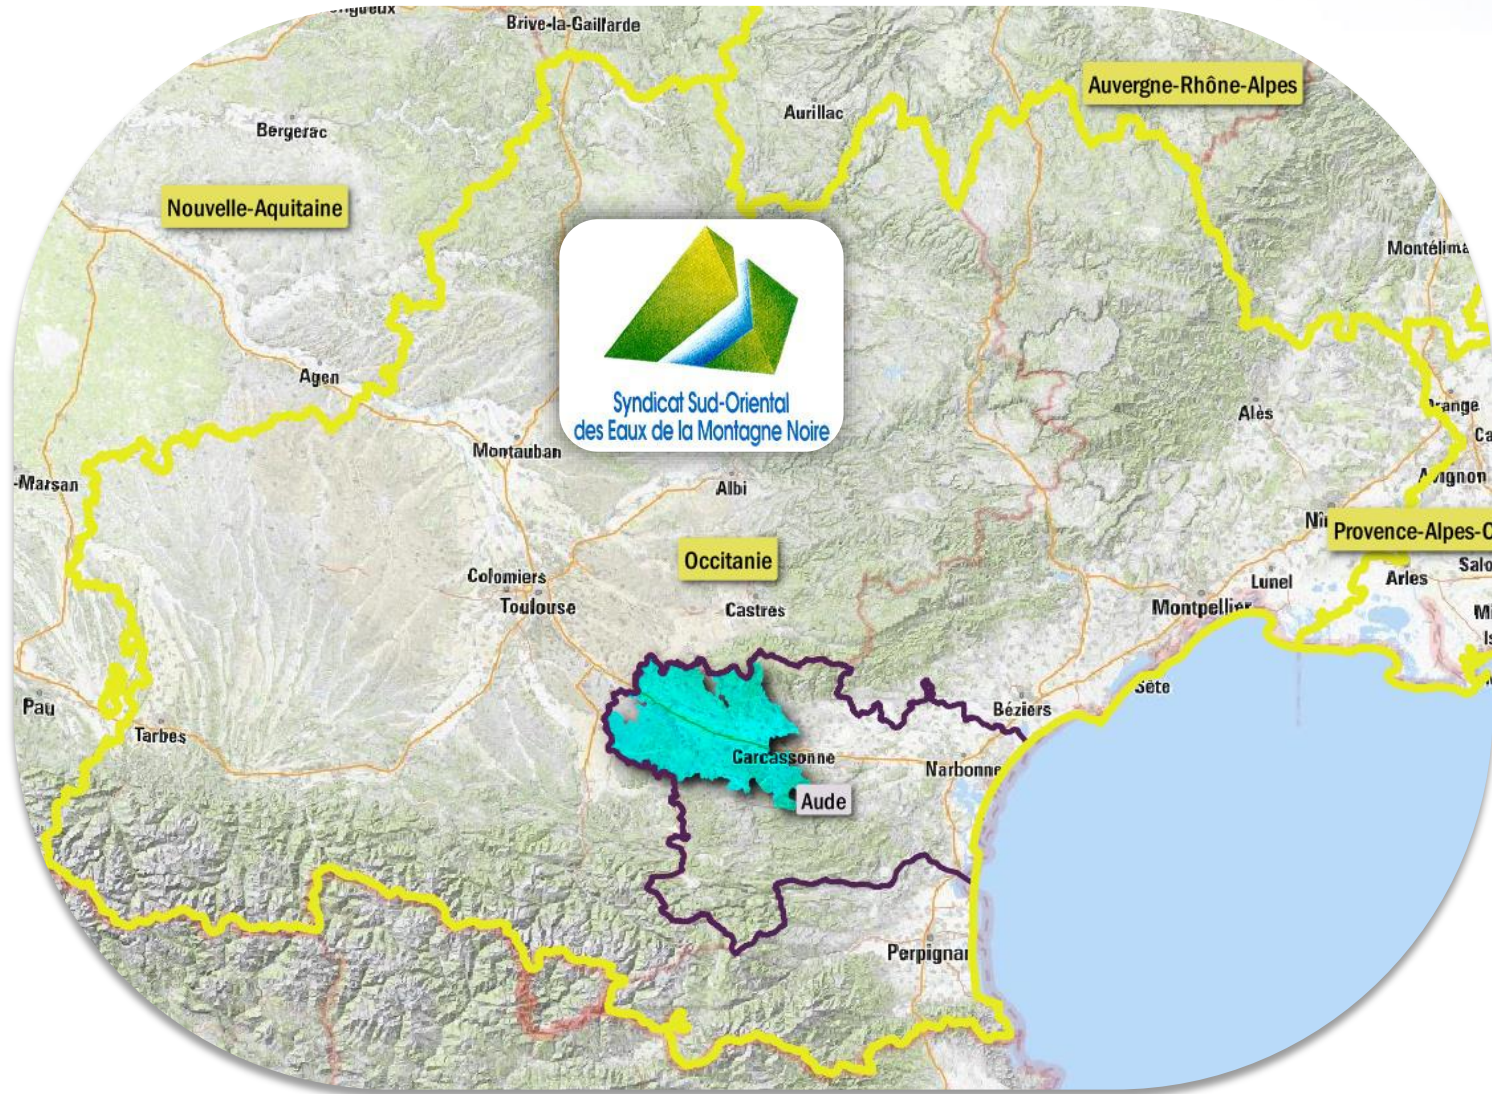 Brive-la-Gaillarde
Auvergne-Rhône-Alpes
Aurillac
Bergerac
Nouvelle-Aquitaine
Syndicat Sud-Oriental
des Eaux de la Montagne Noire
Agen
Alès
Montauban
-Marsan
Albi
Provence-Alpes-C
Occitanie
Colomiers
Toulouse
Castres
Lunel
Arles
Montpellier
Sète
Pau
Tarbes
Béziers
Carcassonne
Narbonne
Aude
Perpignan